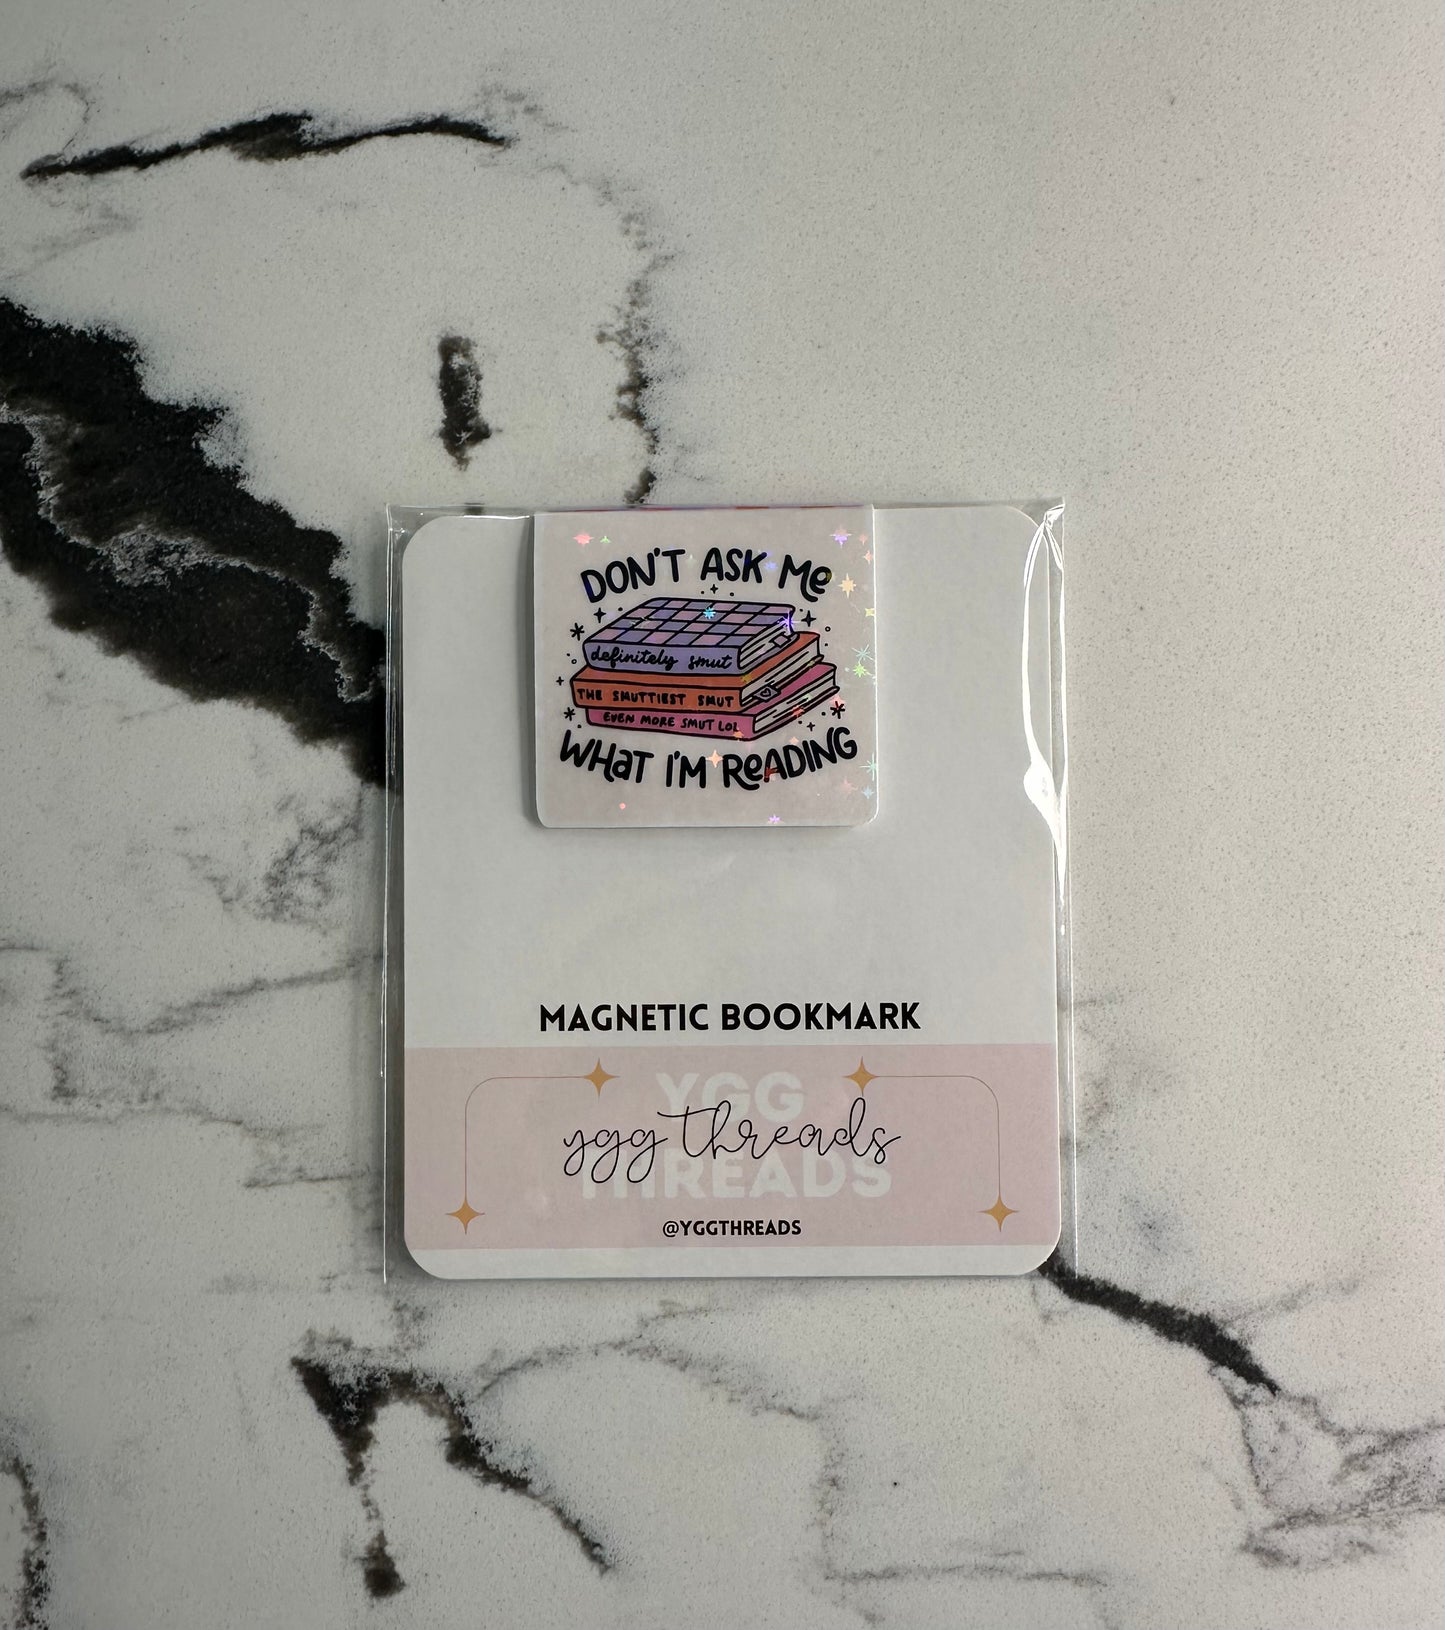 DON'T ASK Me
definitely smut
THE SMUTTIEST SMUT
EVEN MORE SMUT LOL
WHaT I'M ReADING
MAGNETIC BOOKMARK
YGG
ygg threads
THREADS
@YGGTHREADS